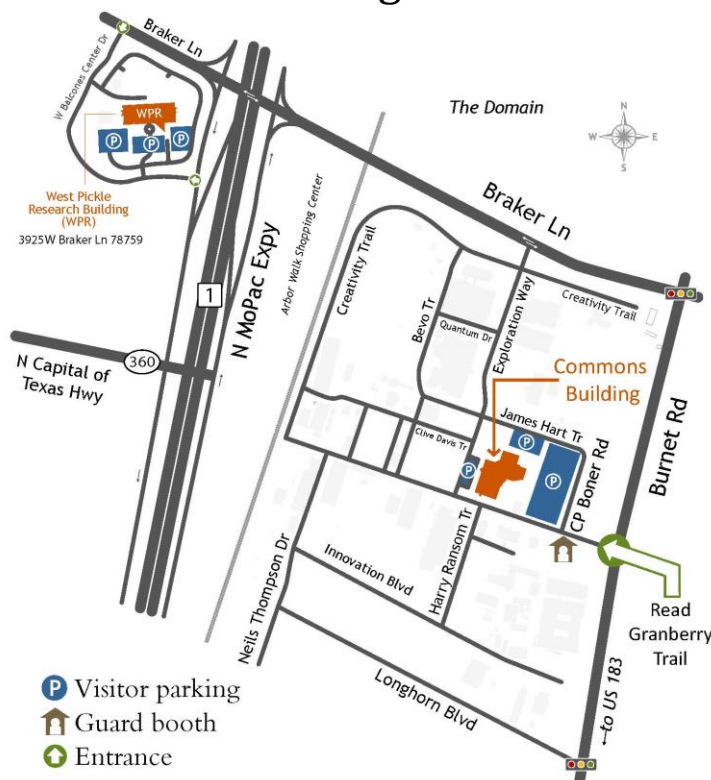 Braker Ln
W Balcones Center Dr
WPR
P
P
P
West Pickle
Research Building
(WPR)
3925W Braker Ln 78759
The Domain
N
W
E
S
Braker Ln
N MoPac Expy
Arbor Walk Shopping Center
1
360
N Capital of
Texas Hwy
Creatívity Trail
Bevo Tr
Quantum Dr
Exploration Way
Creativity Trail
Commons
Building
James Hart Tr
Clive Davis Tr
P
P
P
CP Boner Rd
Burnet Rd
Harry Ransom Tr
Innovation Blvd
Neils Thompson Dr
Longhorn Blvd
Read
Granberry
Trail
to US 183
P Visitor parking
Guard booth
Entrance